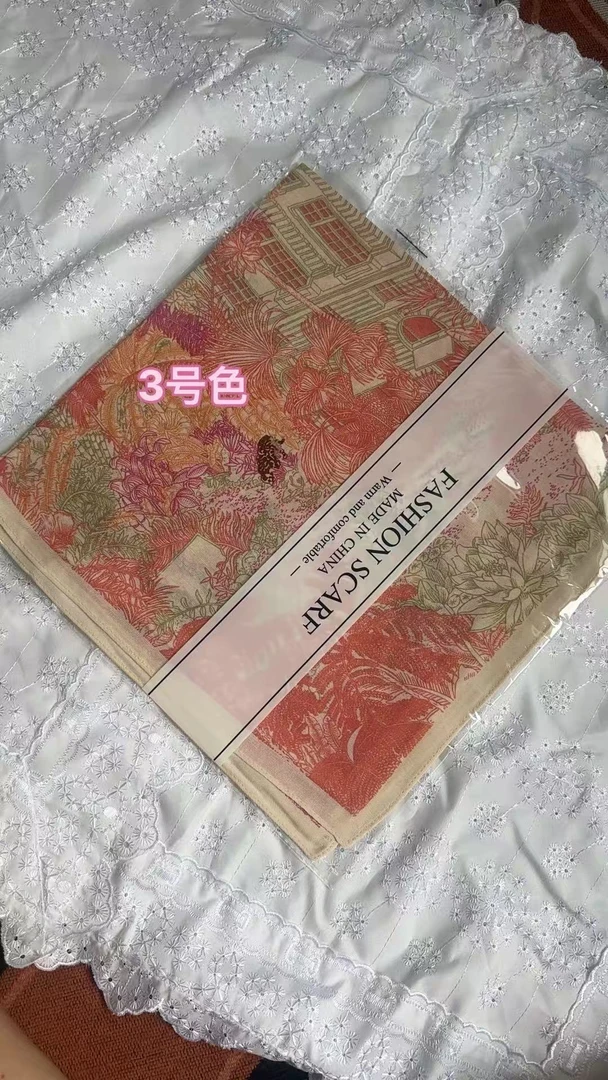 3号色
FASHION SCARF
MADE IN CHINA
— Warm and comfortable —